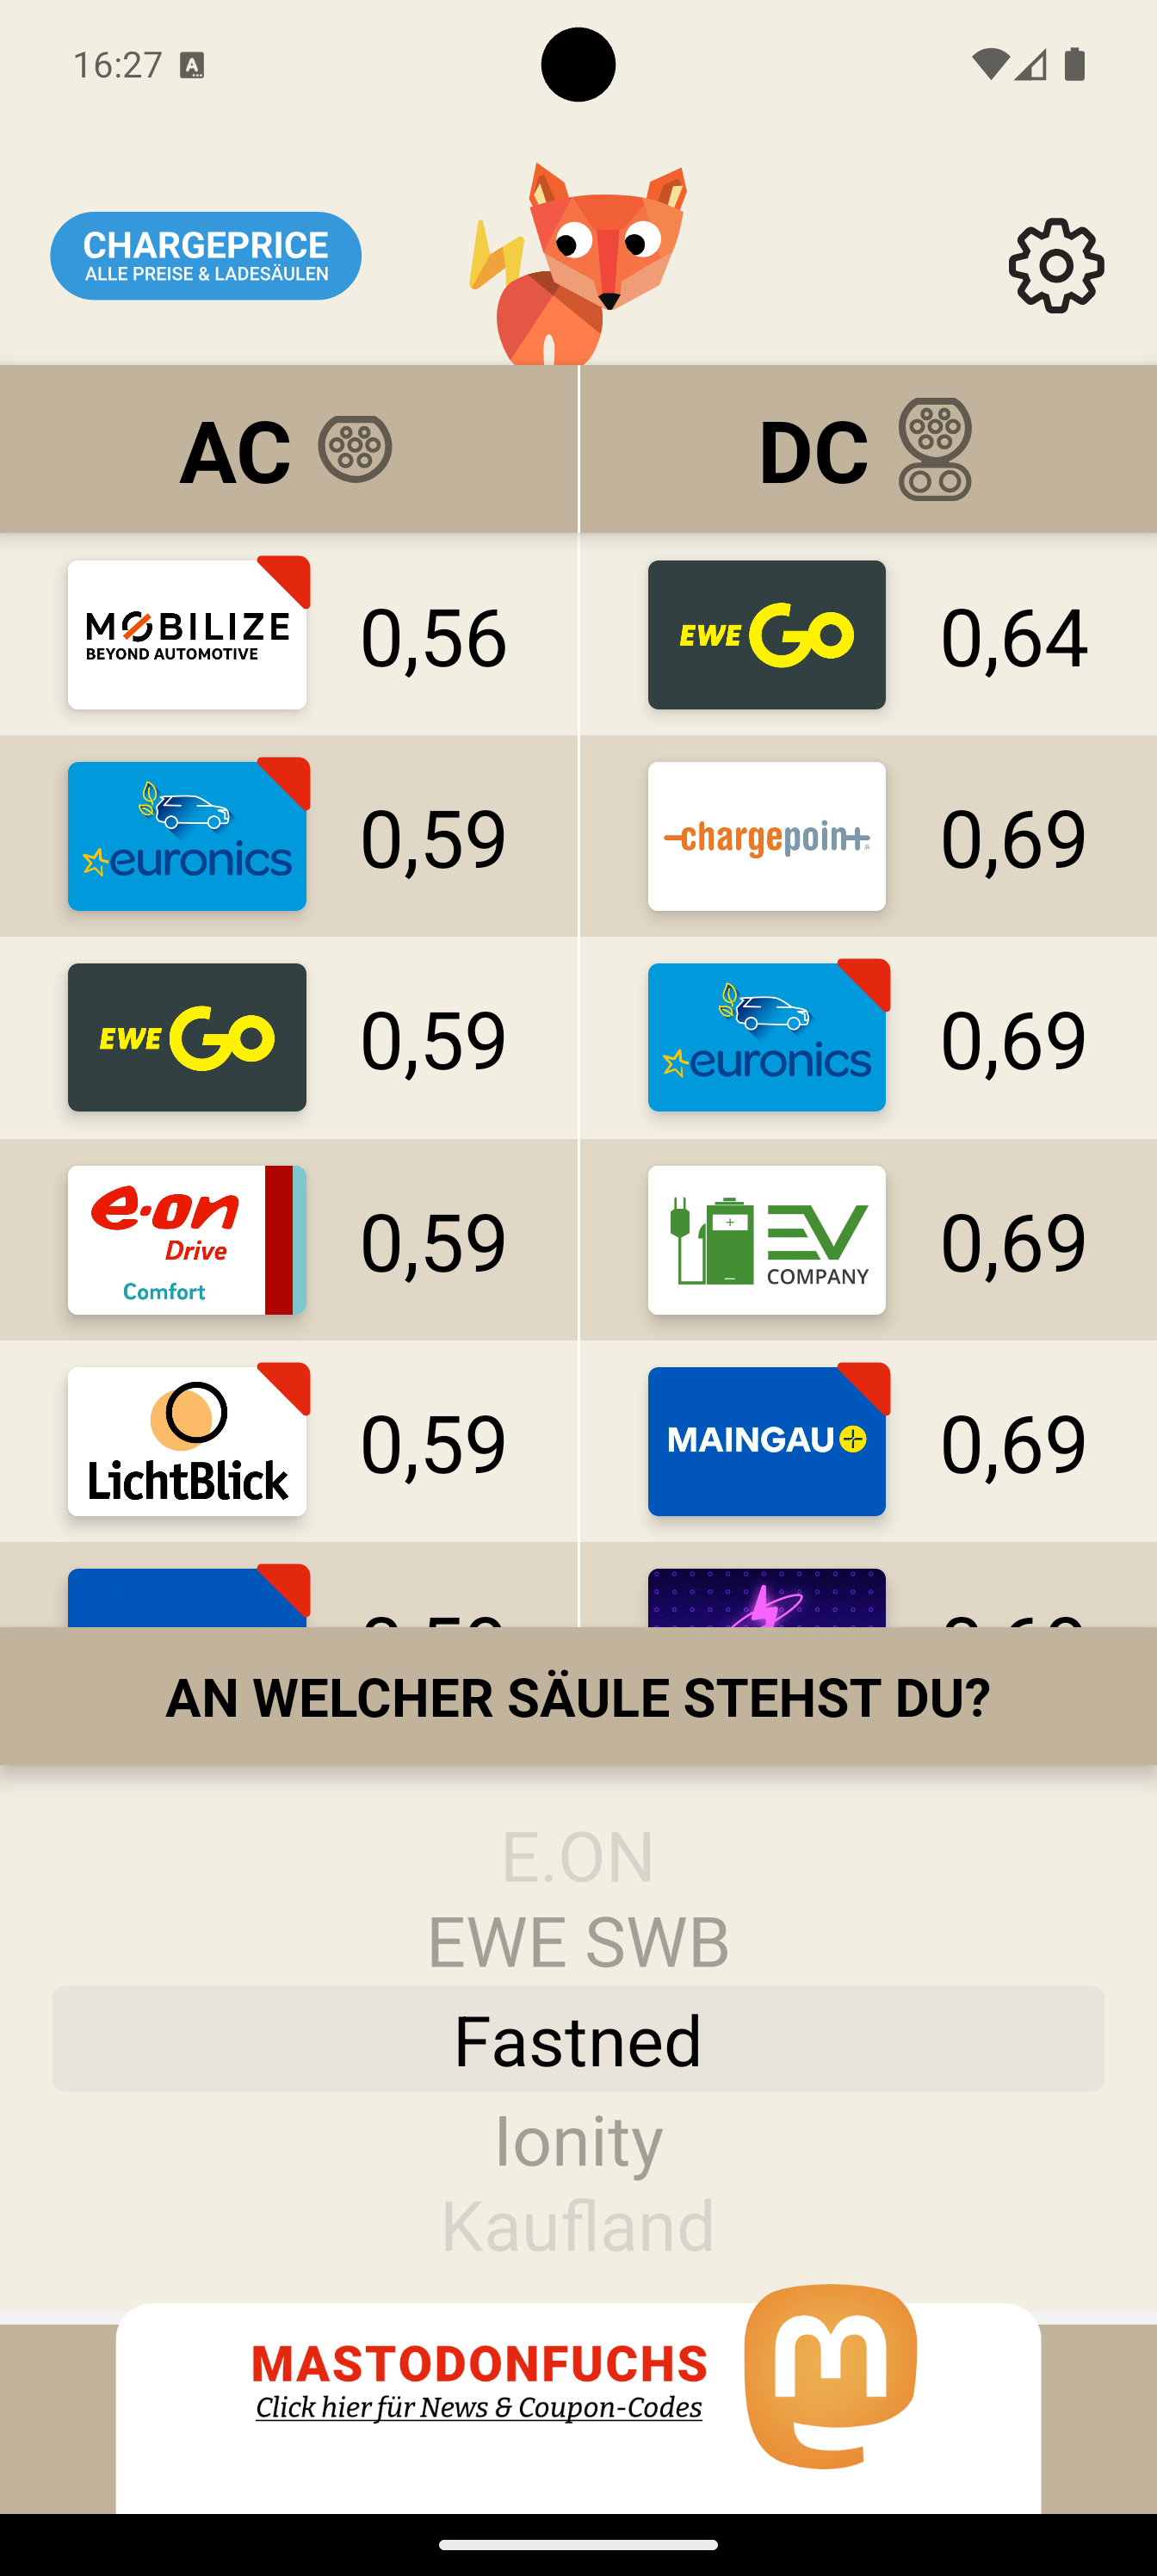 16:27
CHARGEPRICE
ALLE PREISE & LADESÄULEN
AC
DC
MOBILIZE
BEYOND AUTOMOTIVE
0,56
EWE Go
0,64
euronics
0,59
-chargepoint+
0,69
EWE Go
0,59
euronics
0,69
e·on
Drive
Comfort
0,59
EV
COMPANY
0,69
LichtBlick
0,59
MAINGAU
0,69
AN WELCHER SÄULE STEHST DU?
E.ON
EWE SWB
Fastned
Ionity
Kaufland
MASTODONFUCHS
Click hier für News & Coupon-Codes